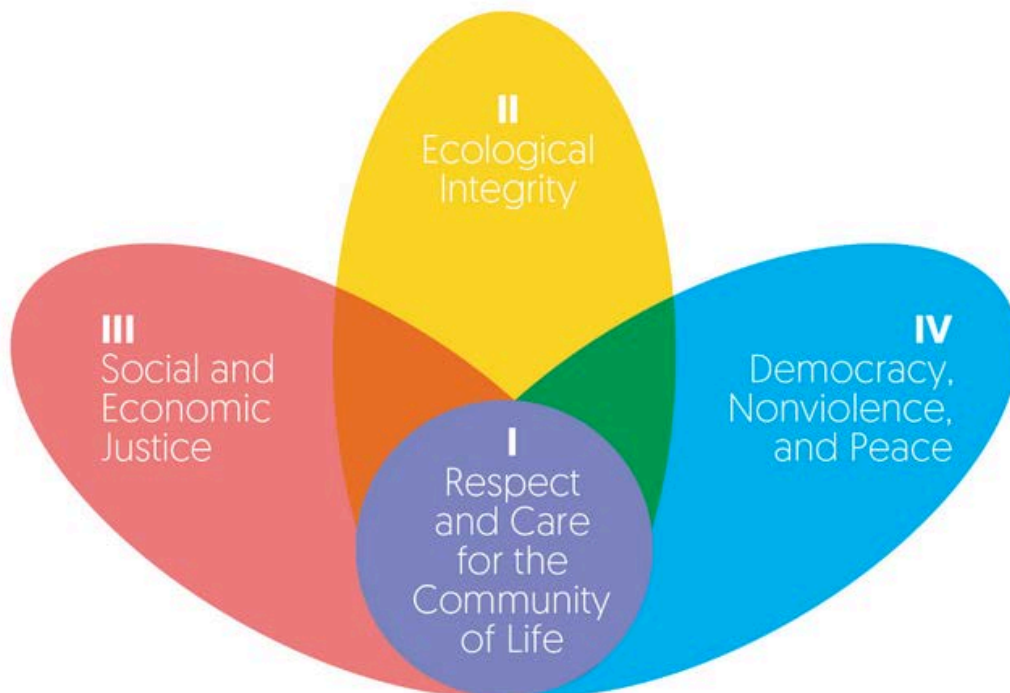 II
Ecological
Integrity
III
Social and
Economic
Justice
IV
Democracy,
Nonviolence,
and Peace
I
Respect
and Care
for the
Community
of Life